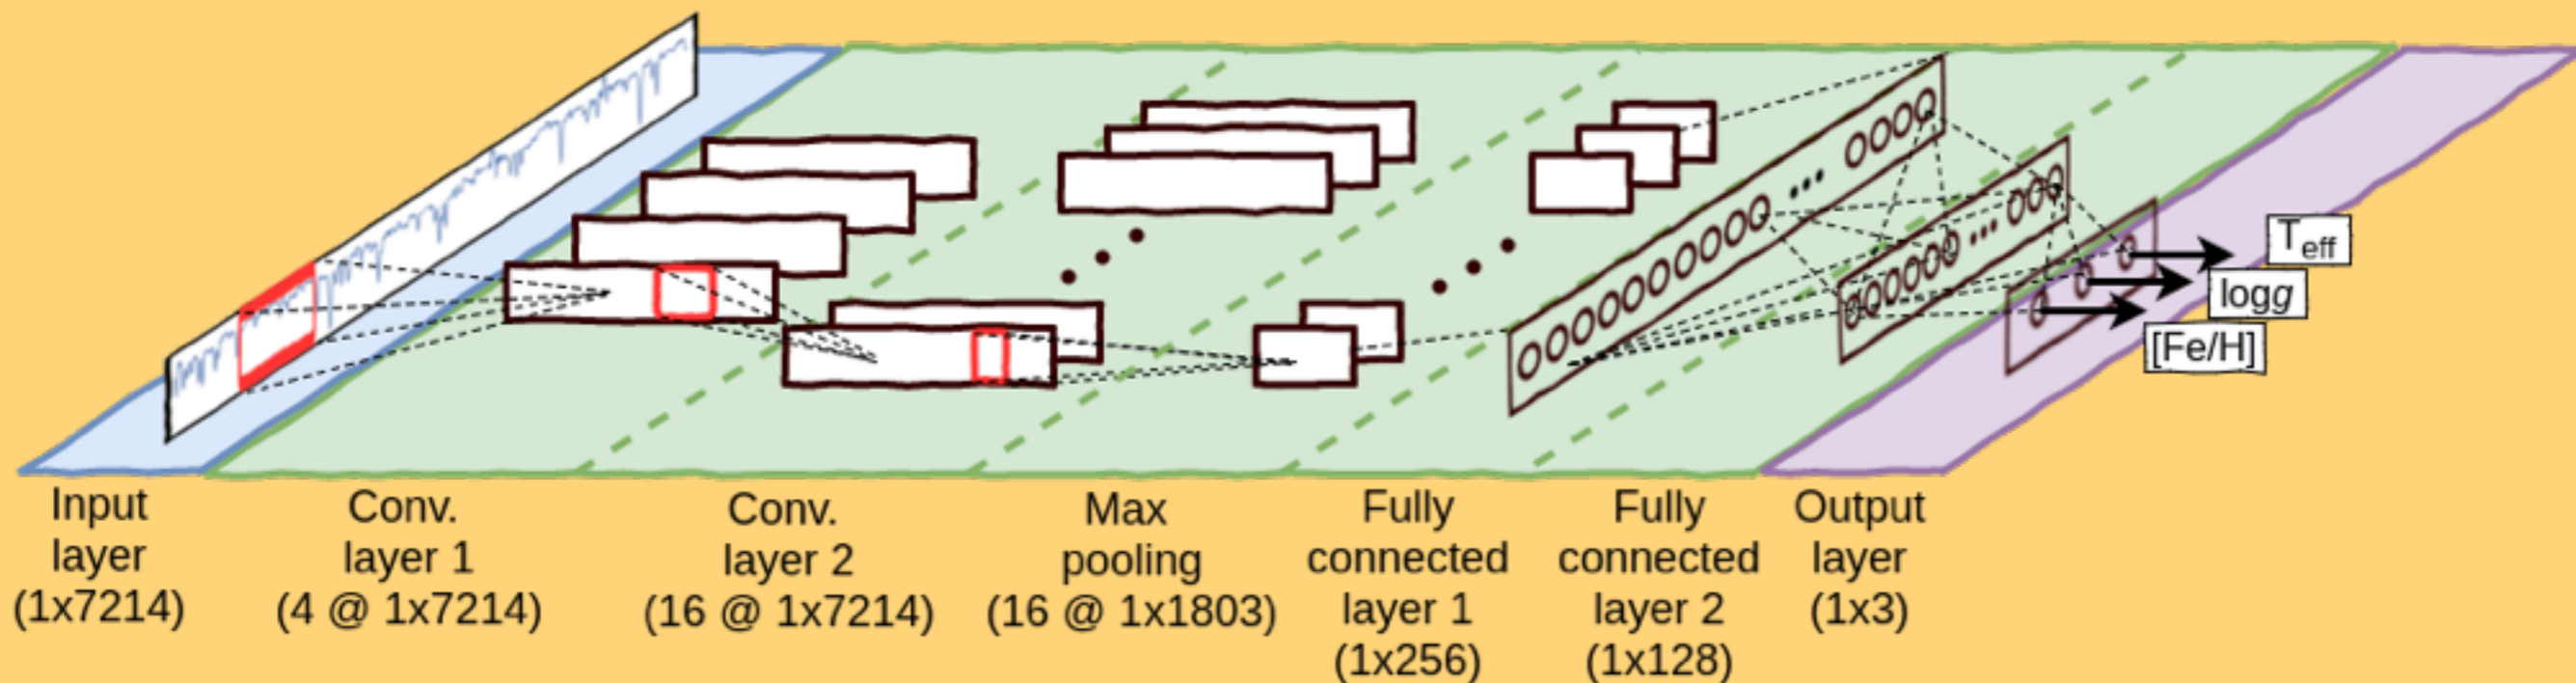 T_eff
logg
[Fe/H]
Input
layer
(1x7214)
Conv.
layer 1
(4 @ 1x7214)
Conv.
layer 2
(16 @ 1x7214)
Max
pooling
(16 @ 1x1803)
Fully
connected
layer 1
(1x256)
Fully
connected
layer 2
(1x128)
Output
layer
(1x3)